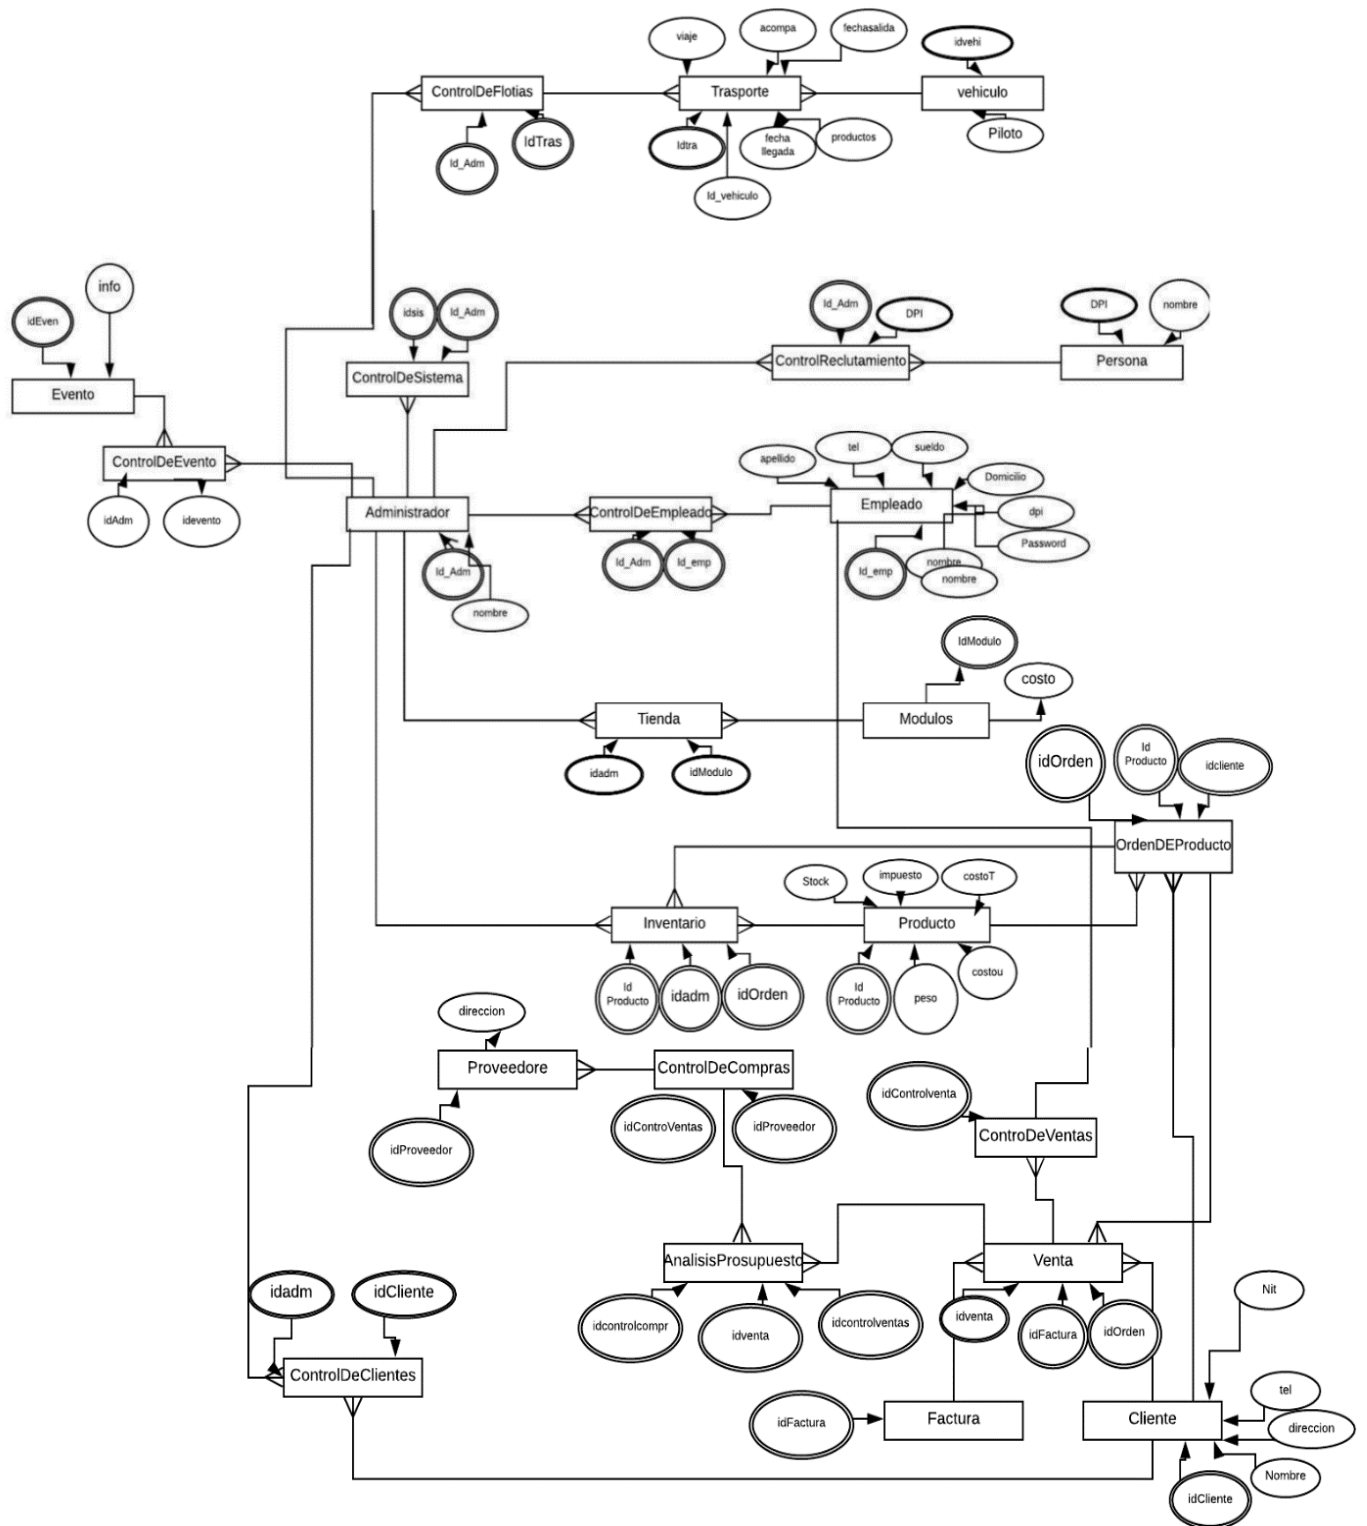 viaje
acompa
fechasalida
idvehi
ControlDeFlotias
Trasporte
vehiculo
Id_Adm
IdTras
Idtra
fecha
llegada
productos
Piloto
Id_vehiculo
info
idEven
idsis
Id_Adm
Id_Adm
DPI
DPI
nombre
Evento
ControlDeSistema
ControlReclutamiento
Persona
ControlDeEvento
idAdm
idevento
apellido
tel
sueldo
Domicilio
Administrador
ControlDeEmpleado
Empleado
dpi
Password
Id_Adm
nombre
Id_Adm
Id_emp
Id_emp
nombre
nombre
IdModulo
costo
Tienda
Modulos
idadm
idModulo
idOrden
Id
Producto
idcliente
OrdenDEProducto
Stock
impuesto
costoT
Inventario
Producto
Id
Producto
idadm
idOrden
Id
Producto
peso
costou
direccion
Proveedore
ControlDeCompras
idProveedor
idControVentas
idProveedor
idControlventa
ControDeVentas
AnalisisProsupuesto
Venta
idcontrolcompr
idventa
idcontrolventas
idventa
idFactura
idOrden
idadm
idCliente
ControlDeClientes
Nit
idFactura
Factura
Cliente
tel
direccion
Nombre
idCliente